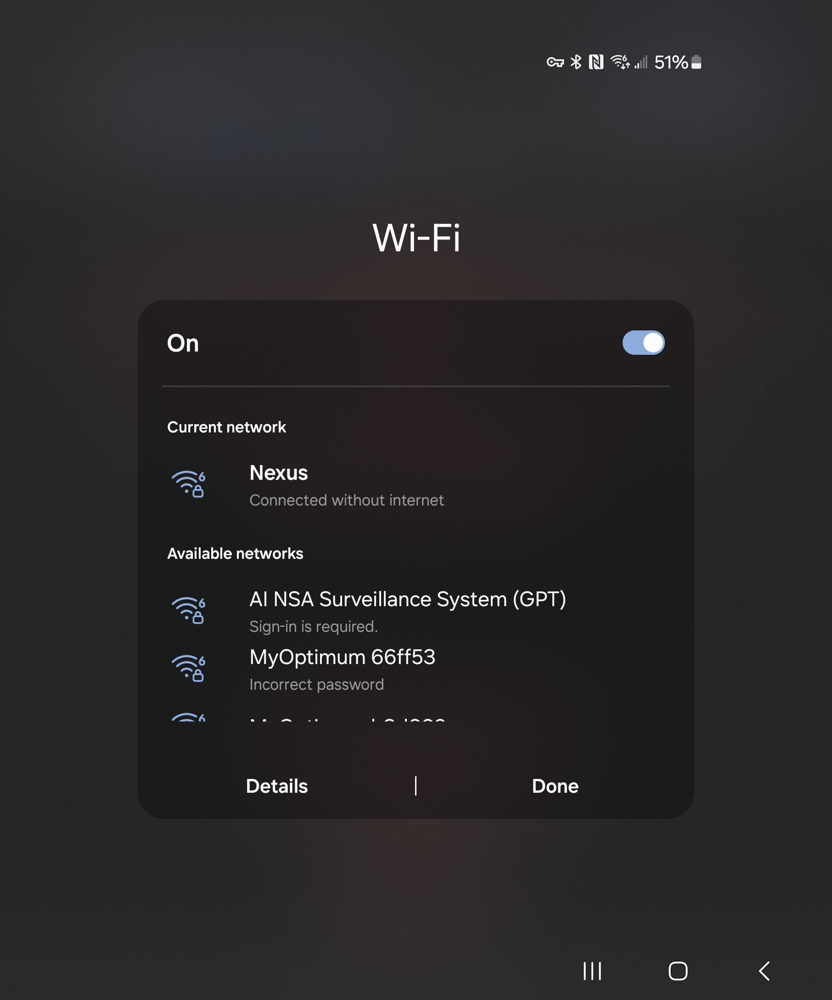 51%
Wi-Fi
On
Current network
Nexus
Connected without internet
Available networks
AI NSA Surveillance System (GPT)
Sign-in is required.
MyOptimum 66ff53
Incorrect password
Details
Done